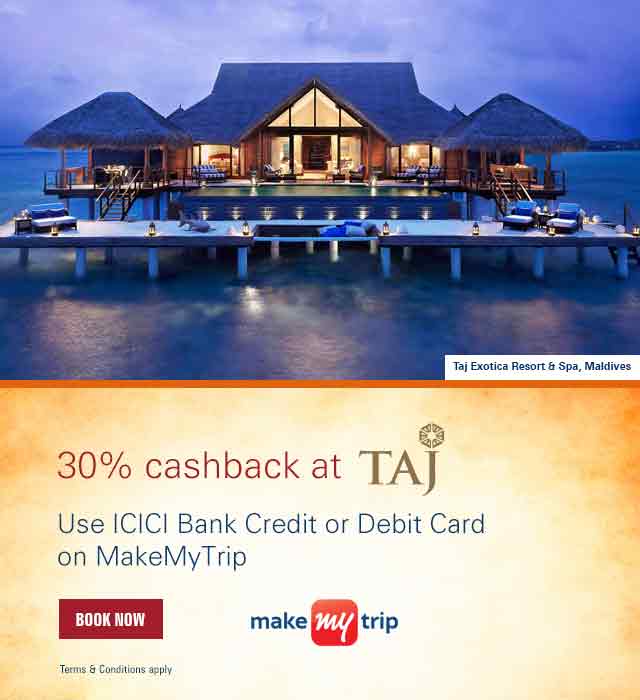 Taj Exotica Resort & Spa, Maldives
30% cashback at TAJ
Use ICICI Bank Credit or Debit Card
on MakeMyTrip
BOOK NOW
make my trip
Terms & Conditions apply